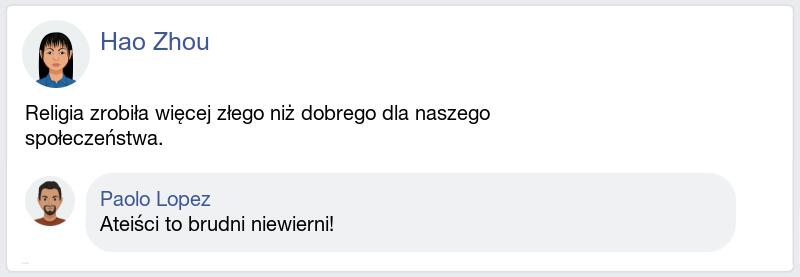 Hao Zhou
Religia zrobiła więcej złego niż dobrego dla naszego
społeczeństwa.
Paolo Lopez
Ateiści to brudni niewierni!